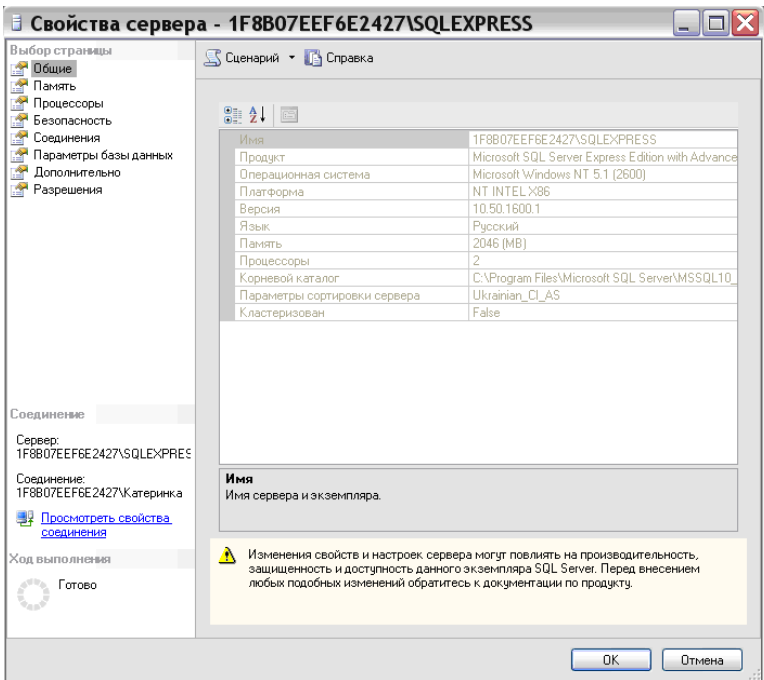 Свойства сервера - 1F8B07EEF6E2427\SQLEXPRESS
Выбор страницы
Общие
Память
Процессоры
Безопасность
Соединения
Параметры базы данных
Дополнительно
Разрешения
Сценарий Справка
Имя 1F8B07EEF6E2427\SQLEXPRESS
Продукт Microsoft SQL Server Express Edition with Advance
Операционная система Microsoft Windows NT 5.1 (2600)
Платформа NT INTEL X86
Версия 10.50.1600.1
Язык Русский
Память 2046 (MB)
Процессоры 2
Корневой каталог C:\Program Files\Microsoft SQL Server\MSSQL10_
Параметры сортировки сервера Ukrainian_CI_AS
Кластеризован False
Соединение
Сервер:
1F8B07EEF6E2427\SQLEXPRES
Соединение:
1F8B07EEF6E2427\Катеринка
Просмотреть свойства
соединения
Ход выполнения
Готово
Имя
Имя сервера и экземпляра.
Изменения свойств и настроек сервера могут повлиять на производительность,
защищенность и доступность данного экземпляра SQL Server. Перед внесением
любых подобных изменений обратитесь к документации по продукту.
OK Отмена